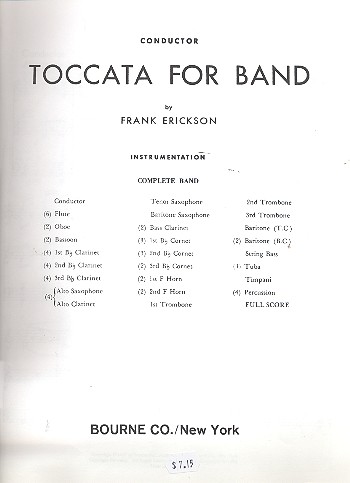 CONDUCTOR
TOCCATA FOR BAND
by
FRANK ERICKSON
INSTRUMENTATION
COMPLETE BAND
Conductor
(6) Flute
(2) Oboe
(2) Bassoon
(4) 1st B♭ Clarinet
(4) 2nd B♭ Clarinet
(4) 3rd B♭ Clarinet
(4) Alto Saxophone
Alto Clarinet
Tenor Saxophone
Baritone Saxophone
(2) Bass Clarinet
(3) 1st B♭ Cornet
(3) 2nd B♭ Cornet
(2) 3rd B♭ Cornet
(2) 1st F Horn
(2) 2nd F Horn
1st Trombone
2nd Trombone
3rd Trombone
Baritone (T.C.)
(2) Baritone (B.C.)
String Bass
Tuba
Timpani
(4) Percussion
FULL SCORE
BOURNE CO./New York
$7.15